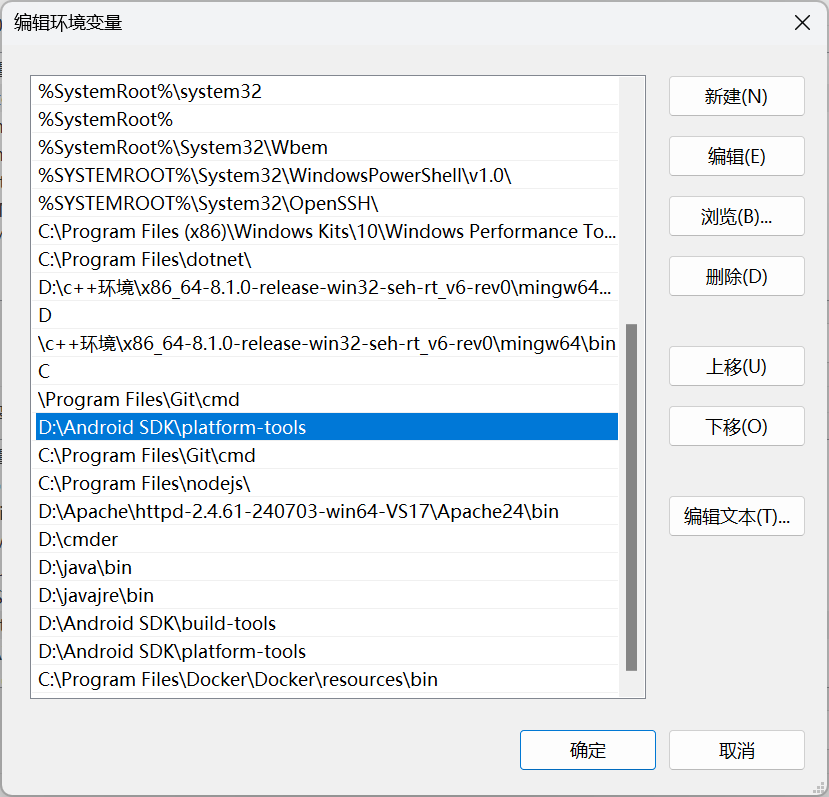 编辑环境变量
%SystemRoot%\system32
%SystemRoot%
%SystemRoot%\System32\Wbem
%SYSTEMROOT%\System32\WindowsPowerShell\v1.0\
%SYSTEMROOT%\System32\OpenSSH\
C:\Program Files (x86)\Windows Kits\10\Windows Performance To...
C:\Program Files\dotnet\
D:\c++环境\x86_64-8.1.0-release-win32-seh-rt_v6-rev0\mingw64...
D
\c++环境\x86_64-8.1.0-release-win32-seh-rt_v6-rev0\mingw64\bin
C
\Program Files\Git\cmd
D:\Android SDK\platform-tools
C:\Program Files\Git\cmd
C:\Program Files\nodejs\
D:\Apache\httpd-2.4.61-240703-win64-VS17\Apache24\bin
D:\cmder
D:\java\bin
D:\javajre\bin
D:\Android SDK\build-tools
D:\Android SDK\platform-tools
C:\Program Files\Docker\Docker\resources\bin
新建(N)
编辑(E)
浏览(B)...
删除(D)
上移(U)
下移(O)
编辑文本(T)...
确定
取消